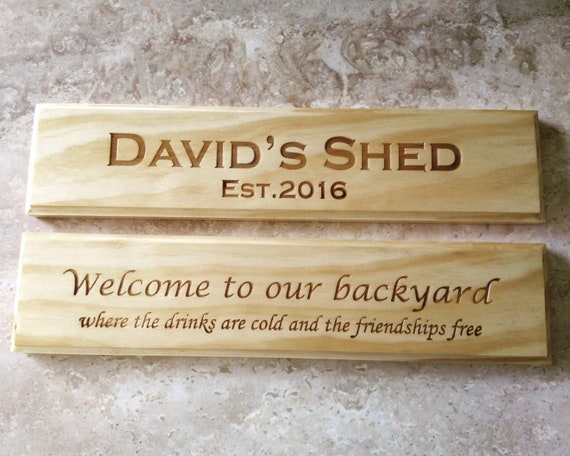 David's Shed
Est.2016
Welcome to our backyard
where the drinks are cold and the friendships free